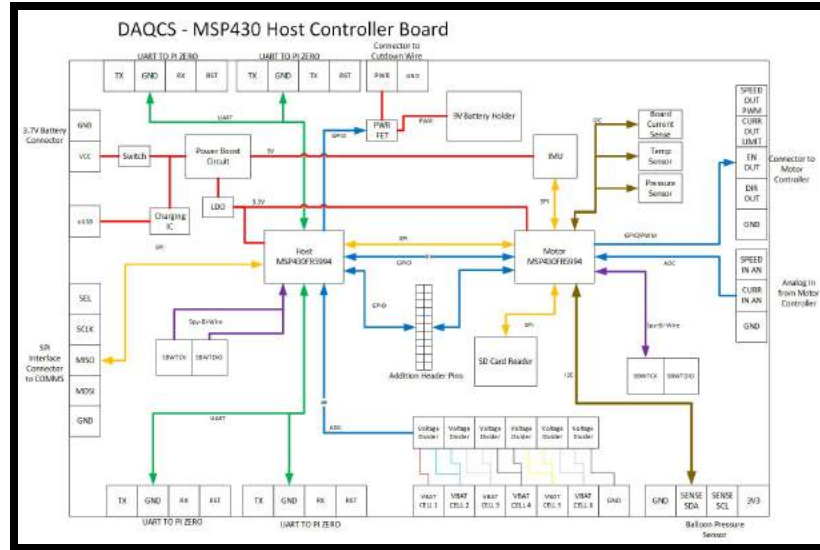 DAQCS - MSP430 Host Controller Board
UART TO PI ZERO
UART TO PI ZERO
Connector to
Cutdown Wire
TX
GND
RX
RST
TX
GND
TX
RST
PWR
GND
SPEED
OUT
PWM
CURR
OUT
LIMIT
EN
OUT
DIR
OUT
GND
Connector to
Motor
Controller
3.7V Battery
Connector
GND
VCC
Switch
Power Boost
Circuit
UART
GPIO
PWR
FET
PWR
9V Battery Holder
I2C
Board
Current
Sense
Temp
Sensor
Pressure
Sensor
IMU
Charging
IC
LDO
3.3V
SPI
SPI
Host
MSP430FR5994
SPI
GPIO
Motor
MSP430FR5994
GPIO/PWM
ADC
SPEED
IN AN
CURR
IN AN
GND
Analog In
from Motor
Controller
SPI
Interface
Connector
to COMMS
SEL
SCLK
MISO
MOSI
GND
Spy-Bi-Wire
SBWTCK
SBWTDIO
GPIO
Addition Header Pins
SPI
SD Card Reader
Spy-Bi-Wire
SBWTCK
SBWTDIO
I2C
UART
ADC
Voltage
Divider
Voltage
Divider
Voltage
Divider
Voltage
Divider
Voltage
Divider
Voltage
Divider
VBAT
CELL 1
VBAT
CELL 2
VBAT
CELL 3
VBAT
CELL 4
VBAT
CELL 5
VBAT
CELL 6
GND
TX
GND
RX
RST
TX
GND
RX
RST
UART TO PI ZERO
UART TO PI ZERO
GND
SENSE
SDA
SENSE
SCL
3V3
Balloon Pressure
Sensor